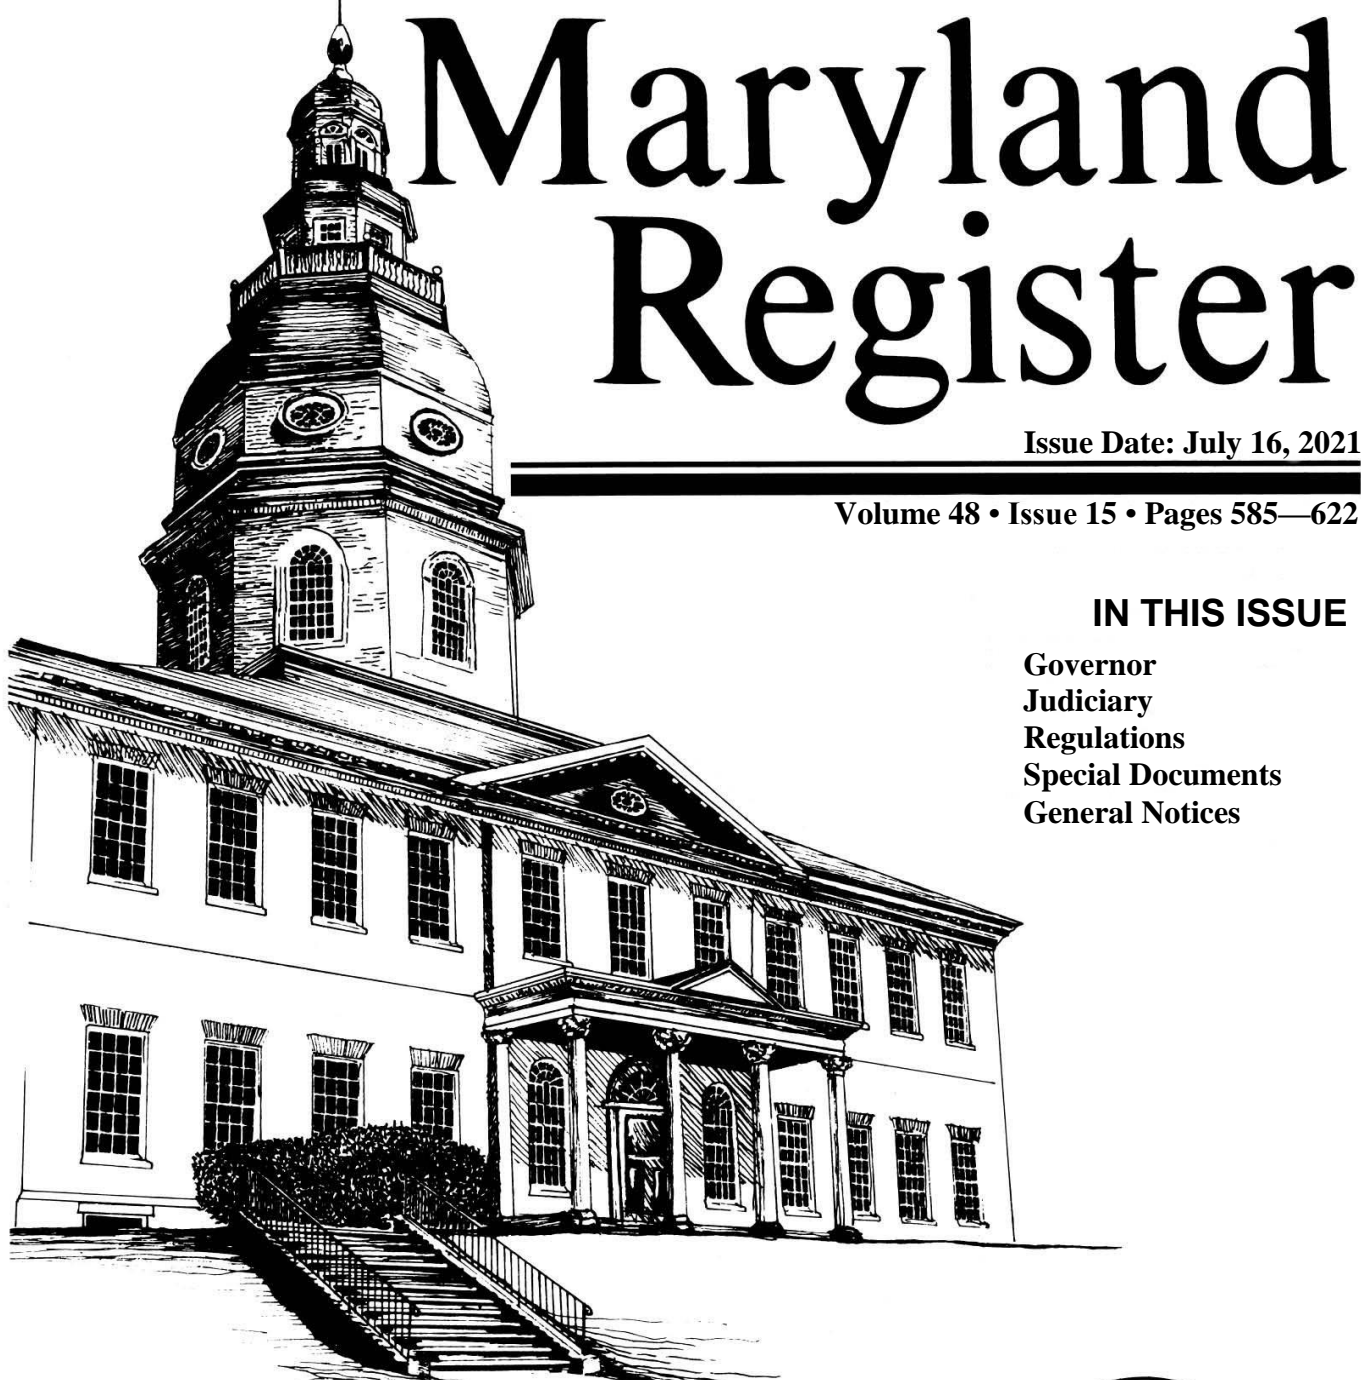 Maryland
Register
Issue Date: July 16, 2021
Volume 48 • Issue 15 • Pages 585—622
IN THIS ISSUE
Governor
Judiciary
Regulations
Special Documents
General Notices